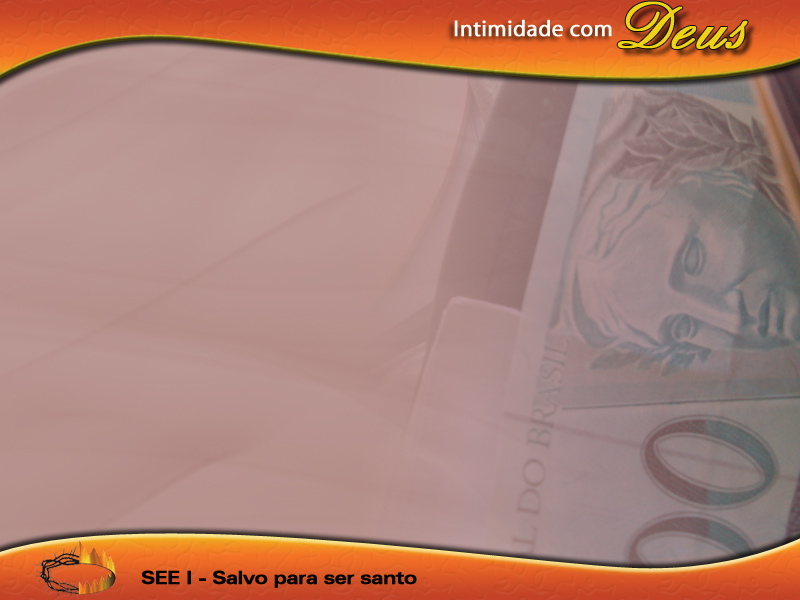 Intimidade com Deus
L DO BRASIL
00
SEE I - Salvo para ser santo